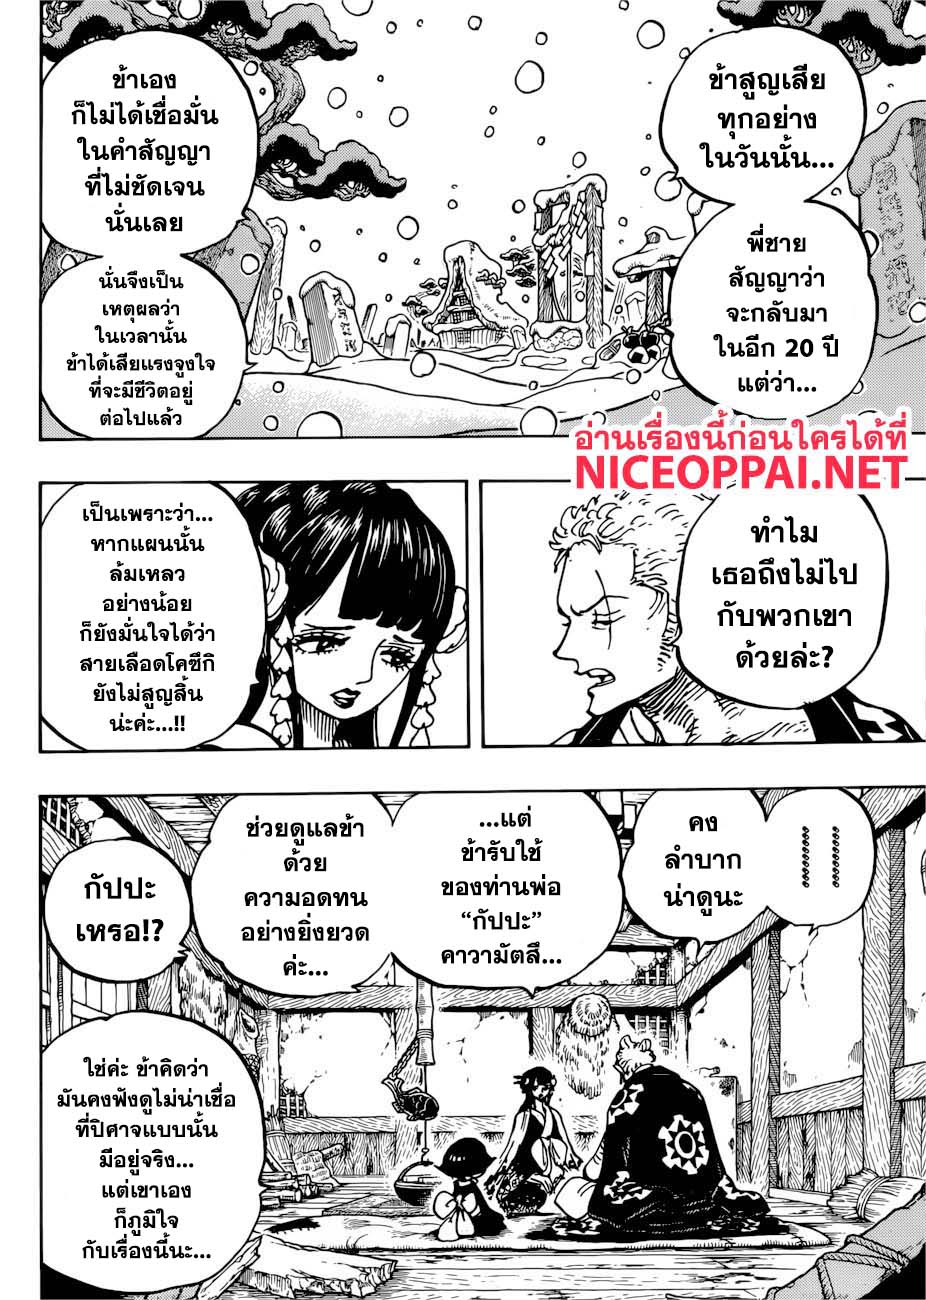 ข้าสูญเสีย
ทุกอย่าง
ในวันนั้น...
พี่ชาย
สัญญาว่า
จะกลับมา
ในอีก 20 ปี
แต่ว่า...
ข้าเอง
ก็ไม่ได้เชื่อมั่น
ในคำสัญญา
ที่ไม่ชัดเจน
นั่นเลย
นั่นจึงเป็น
เหตุผลว่า
ในเวลานั้น
ข้าได้เสียแรงจูงใจ
ที่จะมีชีวิตอยู่
ต่อไปแล้ว
อ่านเรื่องนี้ก่อนใครได้ที่
NICEOPPAI.NET
ทำไม
เธอถึงไม่ไป
กับพวกเขา
ด้วยล่ะ?
เป็นเพราะว่า...
หากแผนนั้น
ล้มเหลว
อย่างน้อย
ก็ยังมั่นใจได้ว่า
สายเลือดโคซึกิ
ยังไม่สูญสิ้น
น่ะค่ะ...!!
คง
ลำบาก
น่าดูนะ
...แต่
ข้ารับใช้
ของท่านพ่อ
“กัปปะ”
คาวามัตสึ...
ช่วยดูแลข้า
ด้วย
ความอดทน
อย่างยิ่งยวด
ค่ะ...
กัปปะ
เหรอ!?
ใช่ค่ะ ข้าคิดว่า
มันคงฟังดูไม่น่าเชื่อ
ที่ปิศาจแบบนั้น
มีอยู่จริง...
แต่เขาเอง
ก็ภูมิใจ
กับเรื่องนี้นะ...